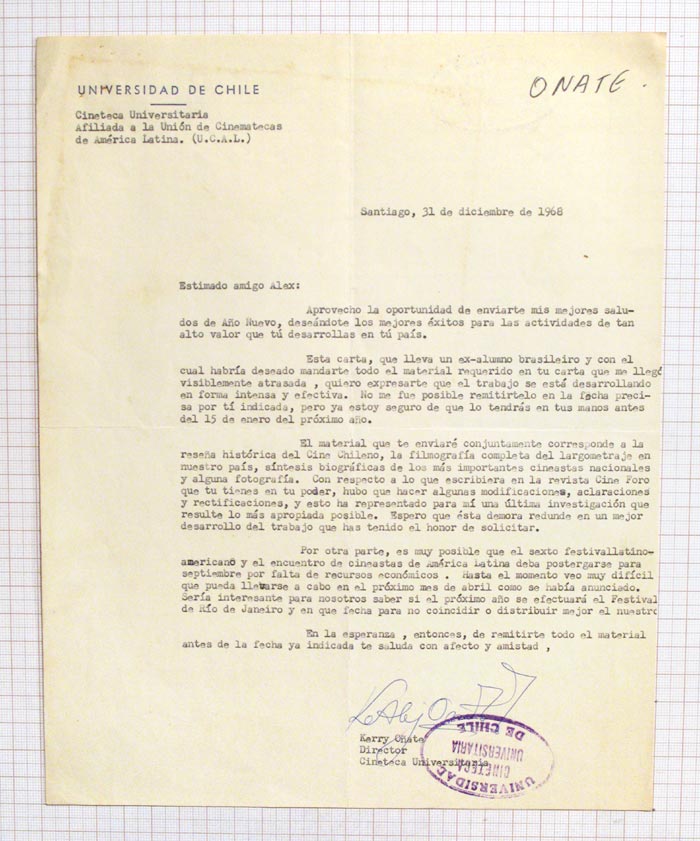 UNIVERSIDAD DE CHILE
ONATE.
Cineteca Universitaria
Afiliada a la Unión de Cinematecas
de América Latina. (U.C.A.L.)
Santiago, 31 de diciembre de 1968
Estimado amigo Alex:
Aprovecho la oportunidad de enviarte mis mejores salu-
dos de Año Nuevo, deseándote los mejores éxitos para las actividades de tan
alto valor que tú desarrollas en tú país.
Esta carta, que lleva un ex-alumno brasileiro y con el
cual habría deseado mandarte todo el material requerido en tu carta que me llegó
visiblemente atrasada , quiero expresarte que el trabajo se está desarrollando
en forma intensa y efectiva. No me fue posible remitirtelo en la fecha preci-
sa por tí indicada, pero ya estoy seguro de que lo tendrás en tus manos antes
del 15 de enero del próximo año.
El material que te enviaré conjuntamente corresponde a la
reseña histórica del Cine Chileno, la filmografía completa del largometraje en
nuestro país, síntesis biográficas de los más importantes cineastas nacionales
y alguna fotografía. Con respecto a lo que escribiera en la revista Cine Foro
que tu tienes en tu poder, hubo que hacer algunas modificaciones, aclaraciones
y rectificaciones, y esto ha representado para mí una última investigación que
resulte lo más apropiada posible. Espero que ésta demora redunde en un mejor
desarrollo del trabajo que has tenido el honor de solicitar.
Por otra parte, es muy posible que el sexto festivallatino-
americano y el encuentro de cineastas de América Latina deba postergarse para
septiembre por falta de recursos económicos . Hasta el momento veo muy difícil
que pueda llevarse a cabo en el próximo mes de abril como se había anunciado.
Sería interesante para nosotros saber si el próximo año se efectuará el Festival
de Río de Janeiro y en que fecha para no coincidir o distribuir mejor el nuestro
En la esperanza , entonces, de remitirte todo el material
antes de la fecha ya indicada te saluda con afecto y amistad ,
Kerry Oñate
Director
Cineteca Universitaria
UNIVERSIDAD
CINETECA
UNIVERSITARIA
DE CHILE